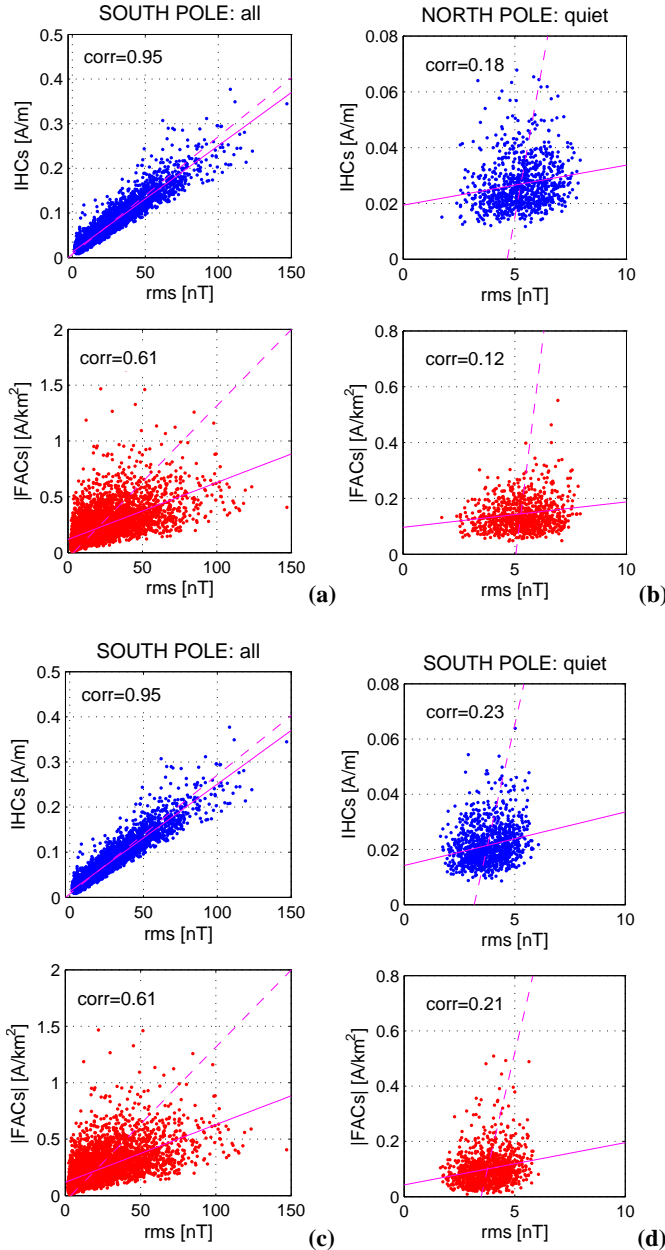 SOUTH POLE: all
corr=0.95
IHCs [A/m]
0.5
0.4
0.3
0.2
0.1
0
0 50 100 150
rms [nT]
corr=0.61
|FACs| [A/km²]
2
1.5
1
0.5
0
0 50 100 150
rms [nT]
(a)
NORTH POLE: quiet
corr=0.18
IHCs [A/m]
0.08
0.06
0.04
0.02
0
0 5 10
rms [nT]
corr=0.12
|FACs| [A/km²]
0.8
0.6
0.4
0.2
0
0 5 10
rms [nT]
(b)
SOUTH POLE: all
corr=0.95
IHCs [A/m]
0.5
0.4
0.3
0.2
0.1
0
0 50 100 150
rms [nT]
corr=0.61
|FACs| [A/km²]
2
1.5
1
0.5
0
0 50 100 150
rms [nT]
(c)
SOUTH POLE: quiet
corr=0.23
IHCs [A/m]
0.08
0.06
0.04
0.02
0
0 5 10
rms [nT]
corr=0.21
|FACs| [A/km²]
0.8
0.6
0.4
0.2
0
0 5 10
rms [nT]
(d)